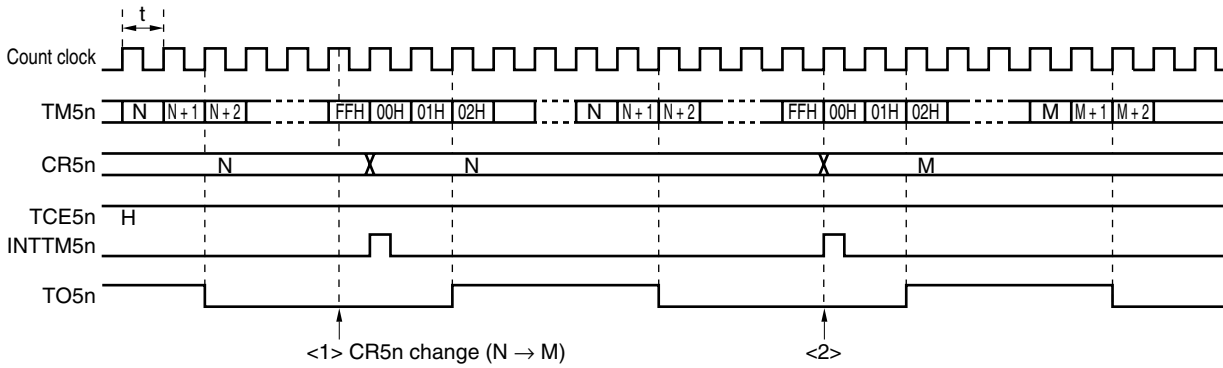 t
Count clock
TM5n N N + 1 N + 2 FFH 00H 01H 02H N N + 1 N + 2 FFH 00H 01H 02H M M + 1 M + 2
CR5n N N M
TCE5n H
INTTM5n
TO5n
<1> CR5n change (N → M) <2>